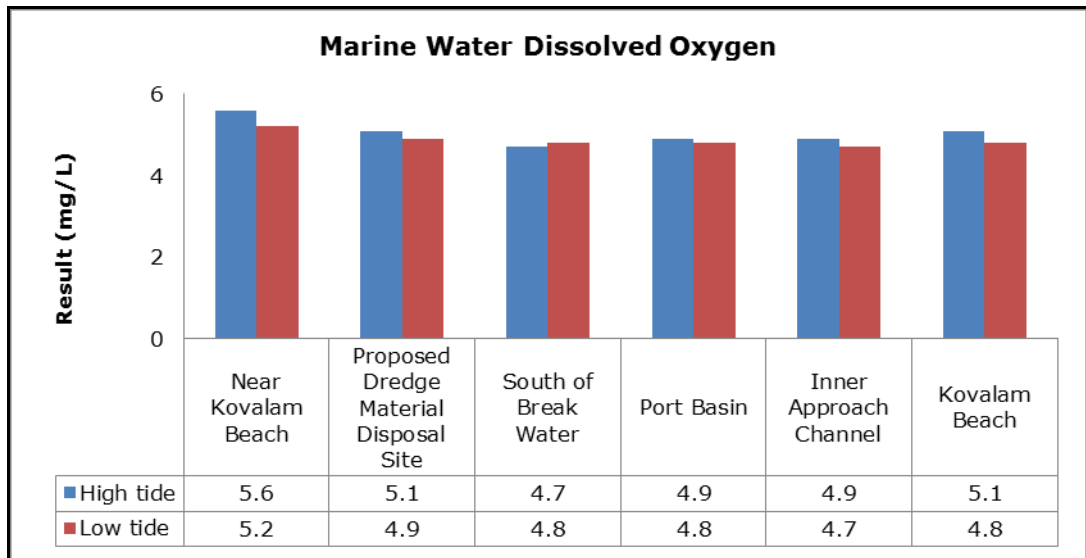 Marine Water Dissolved Oxygen
Result (mg/L)
6
4
2
0
Near
Kovalam
Beach
Proposed
Dredge
Material
Disposal
Site
South of
Break
Water
Port Basin
Inner
Approach
Channel
Kovalam
Beach
High tide 5.6 5.1 4.7 4.9 4.9 5.1
Low tide 5.2 4.9 4.8 4.8 4.7 4.8